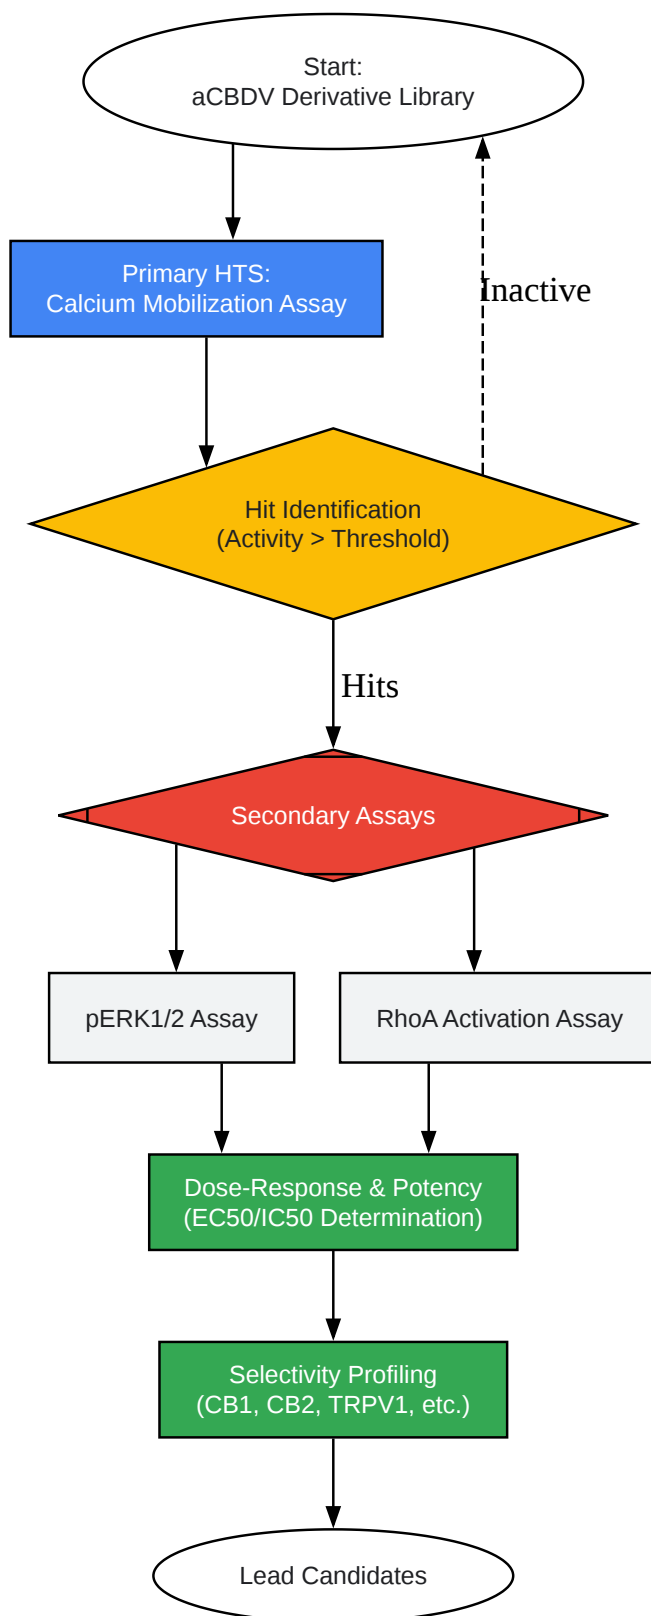 Start:
aCBDV Derivative Library
Primary HTS:
Calcium Mobilization Assay
Inactive
Hit Identification
(Activity > Threshold)
Hits
Secondary Assays
pERK1/2 Assay
RhoA Activation Assay
Dose-Response & Potency
(EC50/IC50 Determination)
Selectivity Profiling
(CB1, CB2, TRPV1, etc.)
Lead Candidates